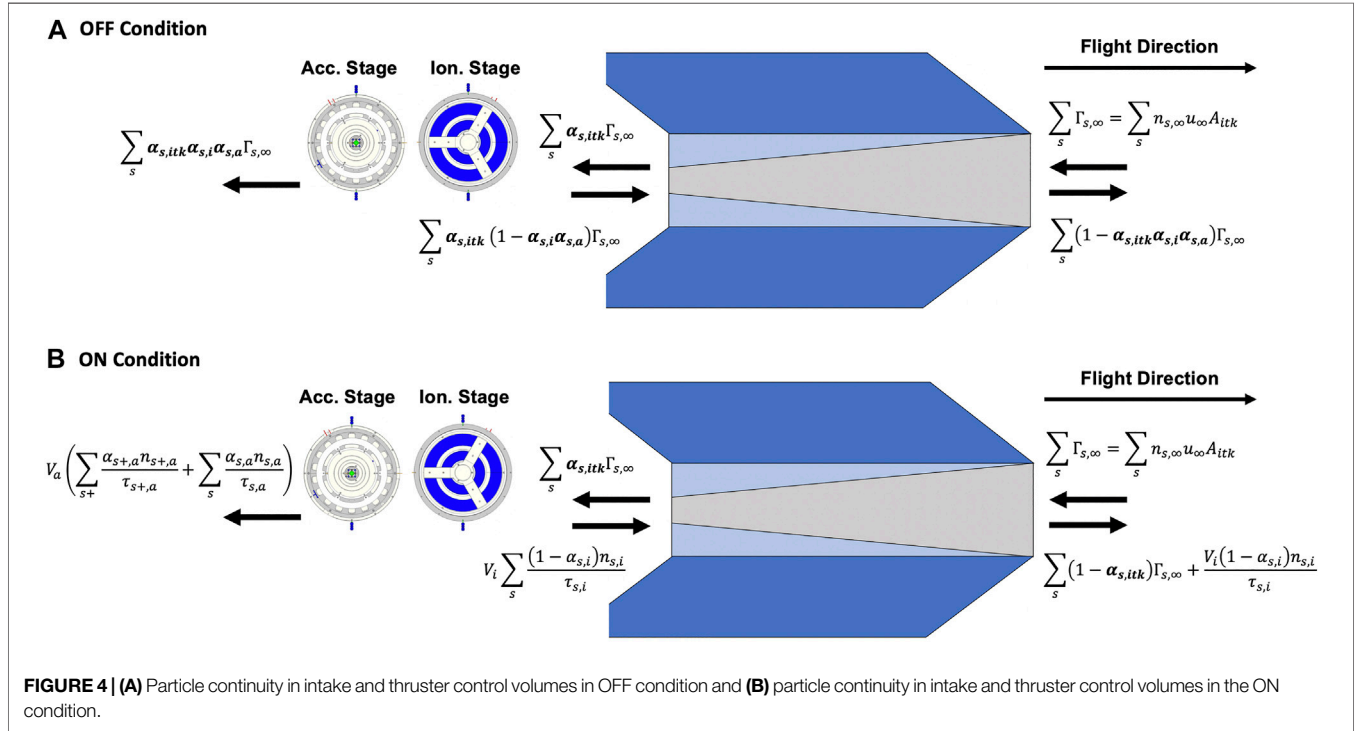 A OFF Condition
Acc. Stage Ion. Stage
Flight Direction
∑_s α_{s,itk} α_{s,i} α_{s,a} Γ_{s,∞}
∑_s α_{s,itk} Γ_{s,∞}
∑_s Γ_{s,∞} = ∑_s n_{s,∞} u_∞ A_{itk}
∑_s α_{s,itk} (1 − α_{s,i} α_{s,a}) Γ_{s,∞}
∑_s (1 − α_{s,itk} α_{s,i} α_{s,a}) Γ_{s,∞}
B ON Condition
Acc. Stage Ion. Stage
Flight Direction
V_a (∑_{s+} α_{s+,a} n_{s+,a} / τ_{s+,a} + ∑_s α_{s,a} n_{s,a} / τ_{s,a})
∑_s α_{s,itk} Γ_{s,∞}
∑_s Γ_{s,∞} = ∑_s n_{s,∞} u_∞ A_{itk}
V_i ∑_s (1 − α_{s,i}) n_{s,i} / τ_{s,i}
∑_s (1 − α_{s,itk}) Γ_{s,∞} + V_i (1 − α_{s,i}) n_{s,i} / τ_{s,i}
FIGURE 4 | (A) Particle continuity in intake and thruster control volumes in OFF condition and (B) particle continuity in intake and thruster control volumes in the ON
condition.